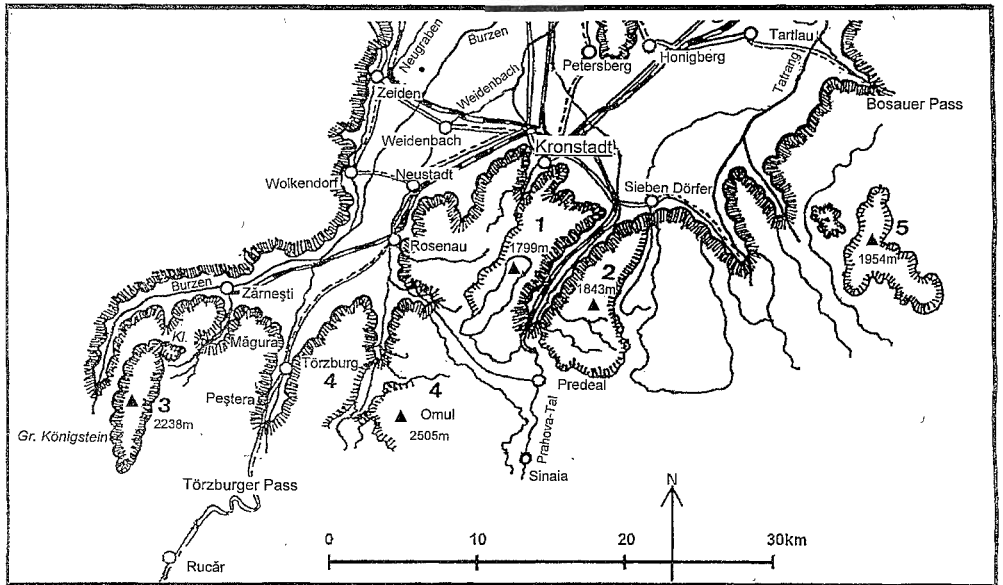 Tartlau
Burzen
Neugraben
Honigberg
Petersberg
Tatrang
Zeiden
Weidenbach
Bosauer Pass
Weidenbach
Kronstadt
Wolkendorf
Neustadt
Sieben Dörfer
1
5
1799m
Rosenau
2
1954m
1843m
Burzen
Zărneşti
Kl.
Măgura
Törzburg
4
4
Predeal
Peştera
3
Omul
2238m
2505m
Gr. Königstein
Prahova-Tal
Sinaia
Törzburger Pass
N
Rucăr
0
10
20
30km